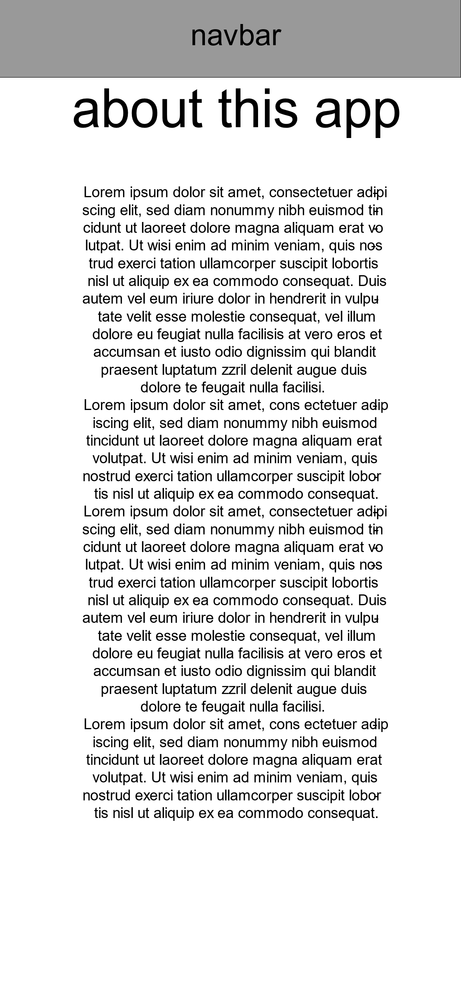 navbar
about this app
Lorem ipsum dolor sit amet, consectetuer adipi-
scing elit, sed diam nonummy nibh euismod tin-
cidunt ut laoreet dolore magna aliquam erat vo-
lutpat. Ut wisi enim ad minim veniam, quis nos-
trud exerci tation ullamcorper suscipit lobortis
nisl ut aliquip ex ea commodo consequat. Duis
autem vel eum iriure dolor in hendrerit in vulpu-
tate velit esse molestie consequat, vel illum
dolore eu feugiat nulla facilisis at vero eros et
accumsan et iusto odio dignissim qui blandit
praesent luptatum zzril delenit augue duis
dolore te feugait nulla facilisi.
Lorem ipsum dolor sit amet, cons ectetuer adip-
iscing elit, sed diam nonummy nibh euismod
tincidunt ut laoreet dolore magna aliquam erat
volutpat. Ut wisi enim ad minim veniam, quis
nostrud exerci tation ullamcorper suscipit lobor-
tis nisl ut aliquip ex ea commodo consequat.
Lorem ipsum dolor sit amet, consectetuer adipi-
scing elit, sed diam nonummy nibh euismod tin-
cidunt ut laoreet dolore magna aliquam erat vo-
lutpat. Ut wisi enim ad minim veniam, quis nos-
trud exerci tation ullamcorper suscipit lobortis
nisl ut aliquip ex ea commodo consequat. Duis
autem vel eum iriure dolor in hendrerit in vulpu-
tate velit esse molestie consequat, vel illum
dolore eu feugiat nulla facilisis at vero eros et
accumsan et iusto odio dignissim qui blandit
praesent luptatum zzril delenit augue duis
dolore te feugait nulla facilisi.
Lorem ipsum dolor sit amet, cons ectetuer adip-
iscing elit, sed diam nonummy nibh euismod
tincidunt ut laoreet dolore magna aliquam erat
volutpat. Ut wisi enim ad minim veniam, quis
nostrud exerci tation ullamcorper suscipit lobor-
tis nisl ut aliquip ex ea commodo consequat.